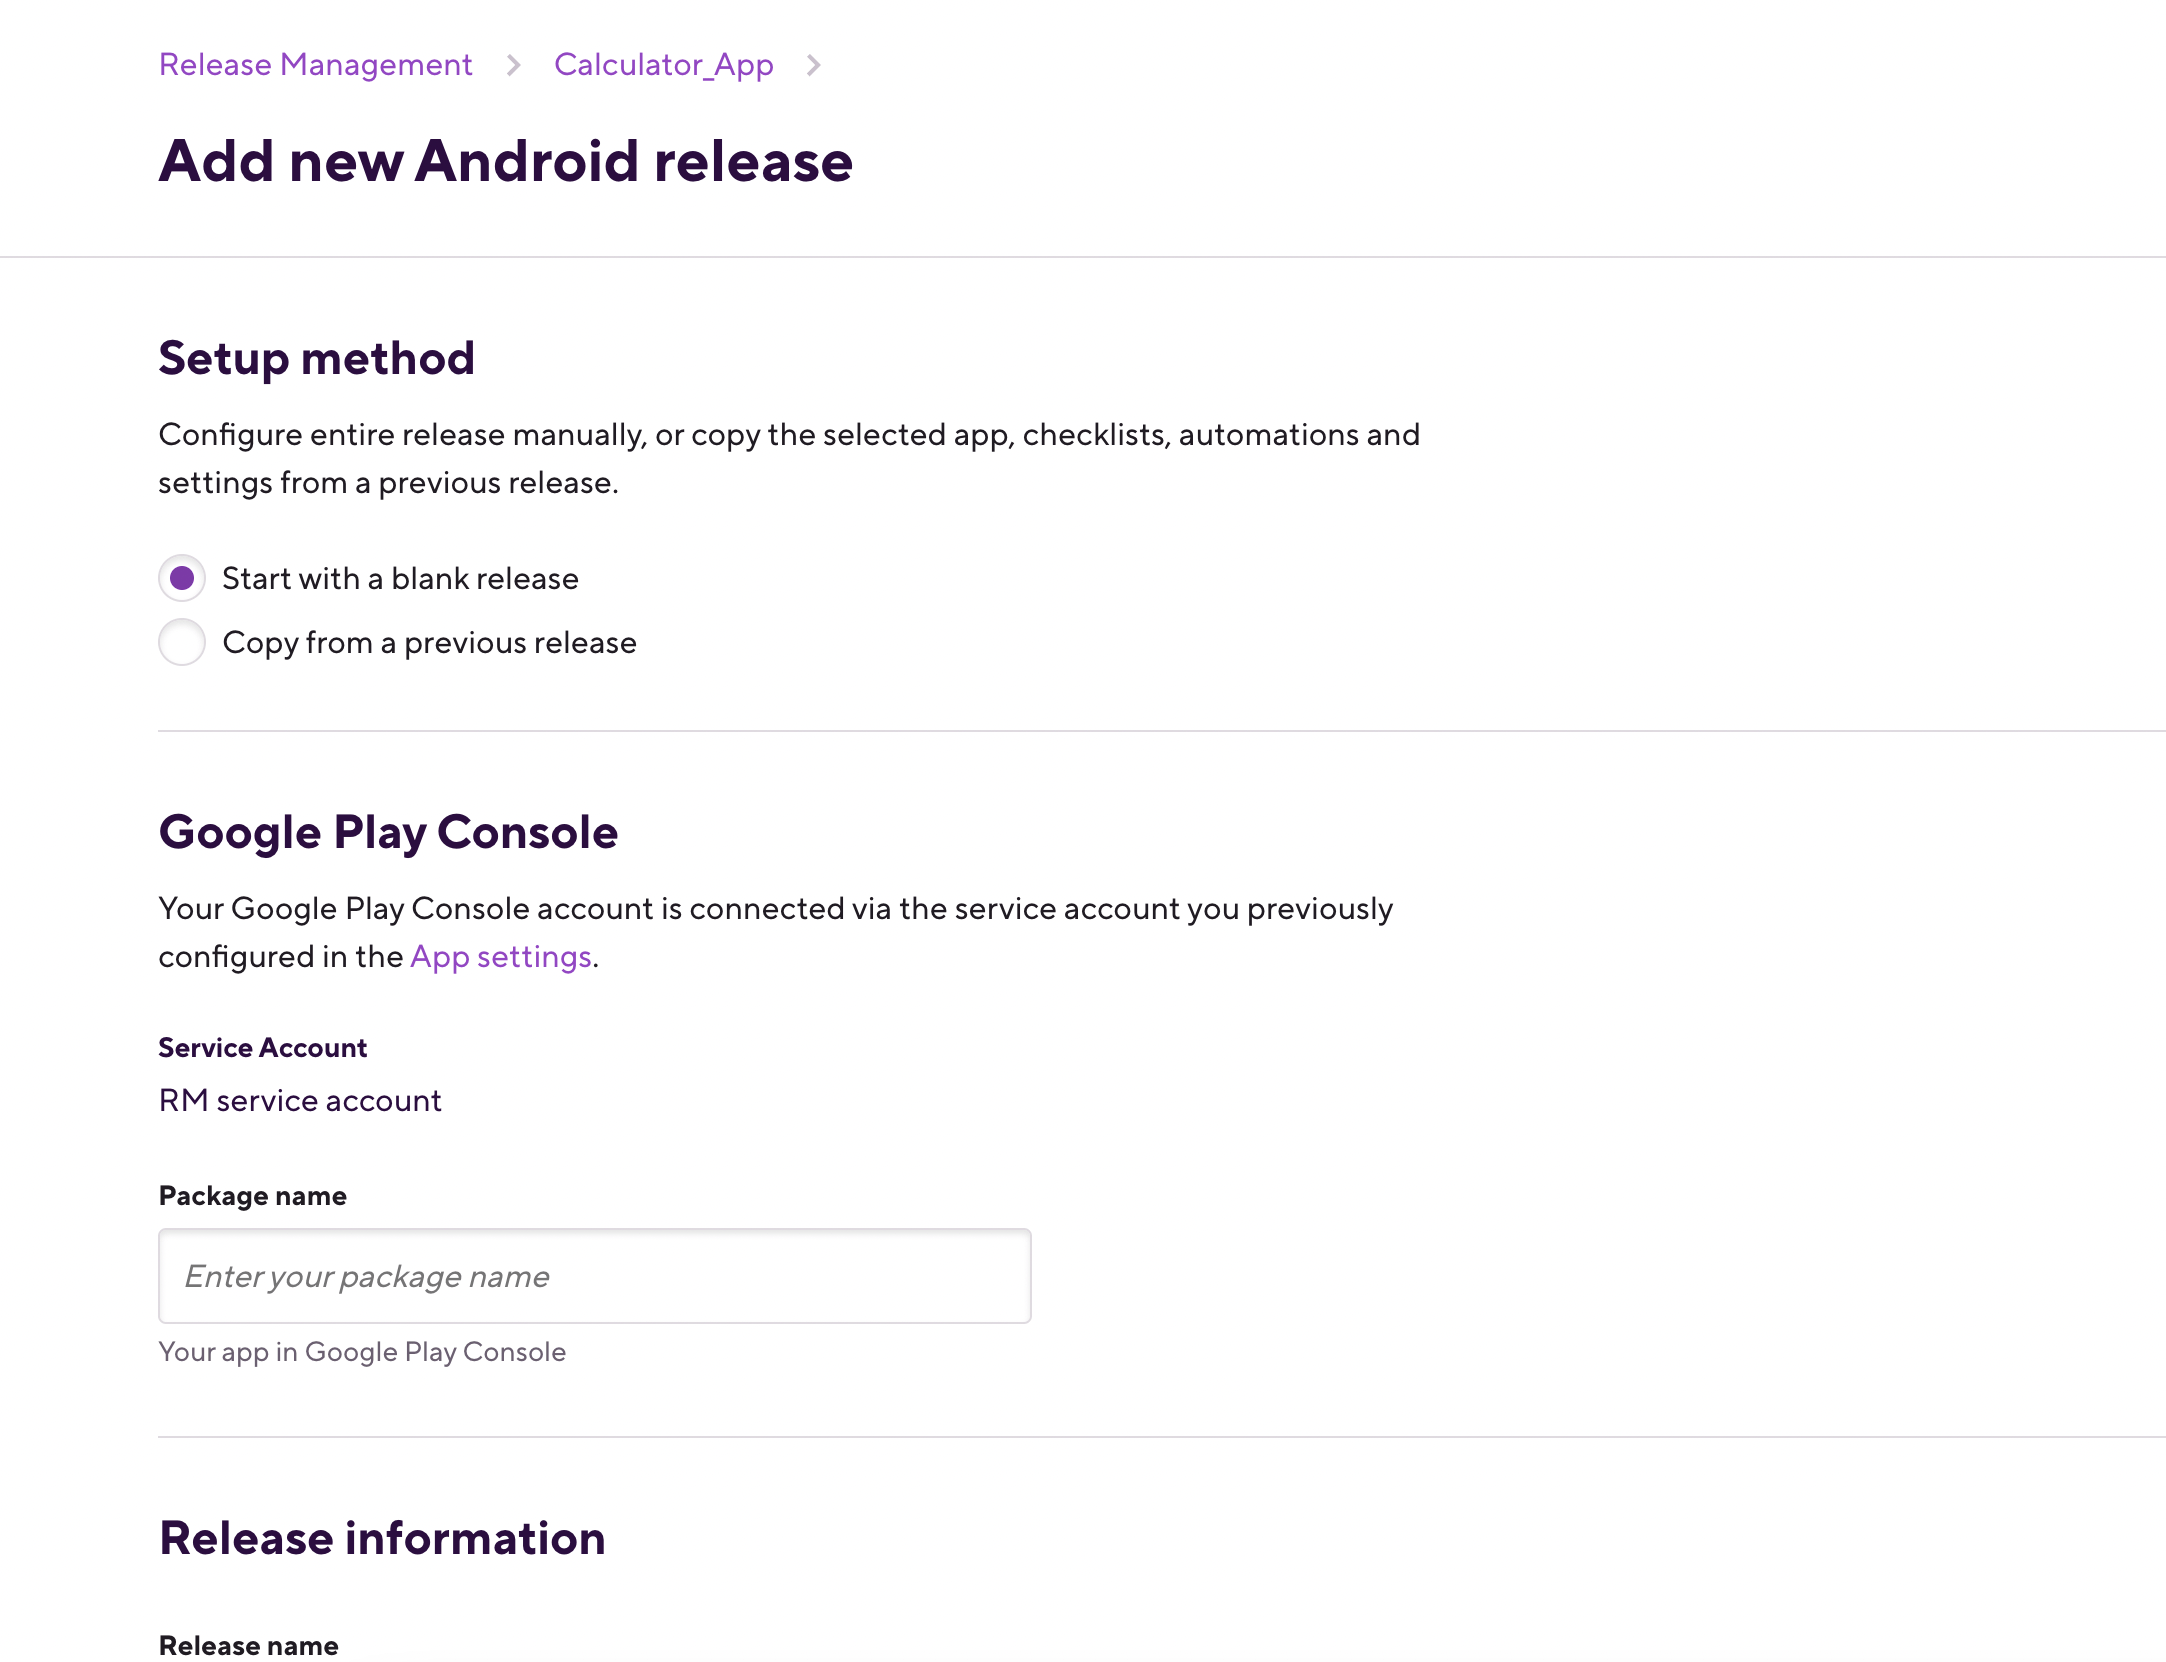 Release Management > Calculator_App >
Add new Android release
Setup method
Configure entire release manually, or copy the selected app, checklists, automations and
settings from a previous release.
Start with a blank release
Copy from a previous release
Google Play Console
Your Google Play Console account is connected via the service account you previously
configured in the App settings.
Service Account
RM service account
Package name
Enter your package name
Your app in Google Play Console
Release information
Release name